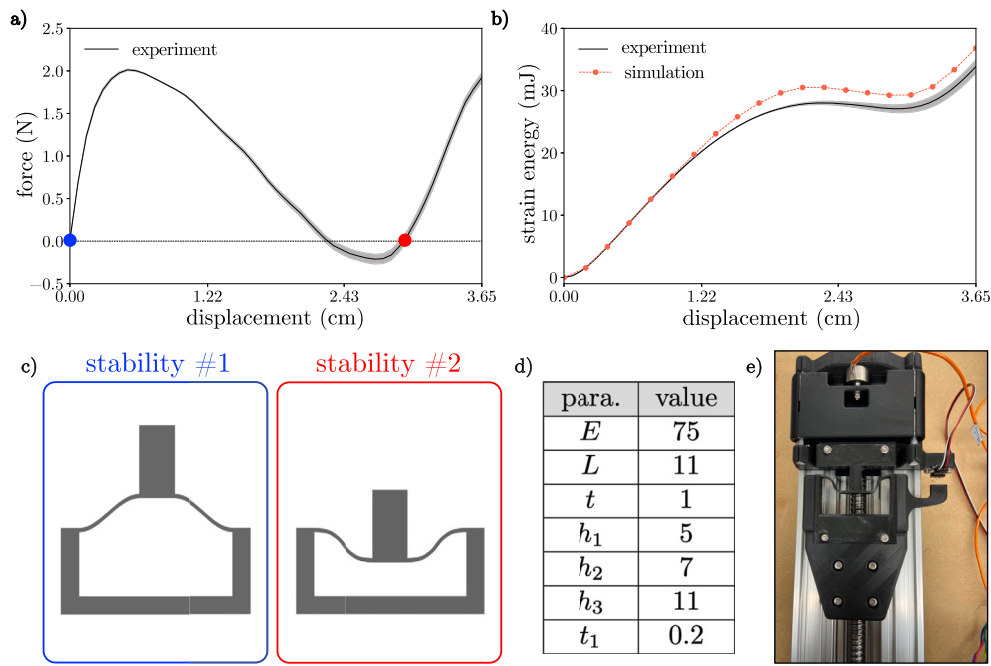 a)
2.5
2.0
1.5
1.0
0.5
0.0
−0.5
force (N)
experiment
0.00 1.22 2.43 3.65
displacement (cm)
b)
40
30
20
10
0
strain energy (mJ)
experiment
simulation
0.00 1.22 2.43 3.65
displacement (cm)
c)
stability #1
stability #2
d)
para. value
E 75
L 11
t 1
h₁ 5
h₂ 7
h₃ 11
t₁ 0.2
e)